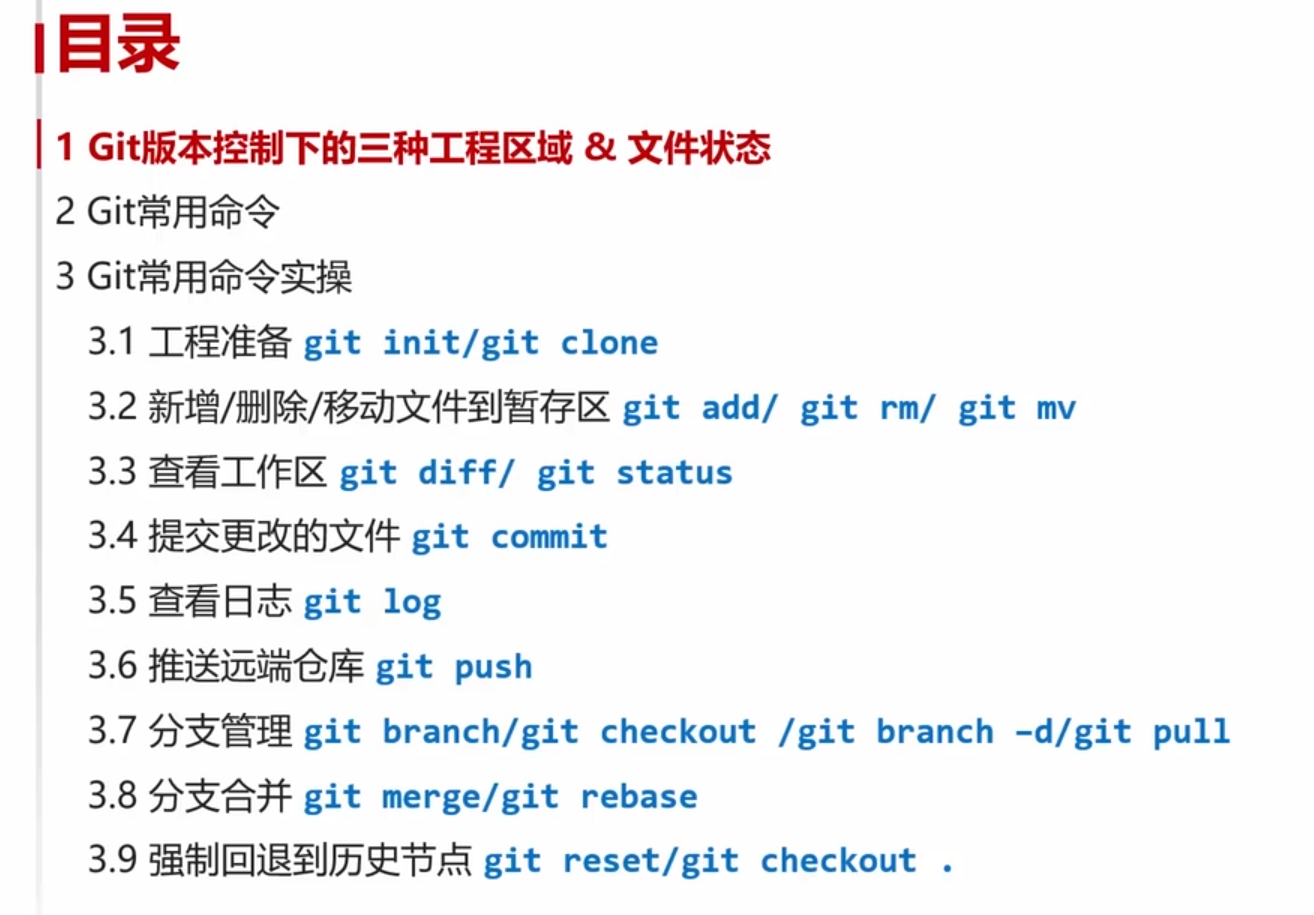 目录
1 Git版本控制下的三种工程区域 & 文件状态
2 Git常用命令
3 Git常用命令实操
3.1 工程准备 git init/git clone
3.2 新增/删除/移动文件到暂存区 git add/ git rm/ git mv
3.3 查看工作区 git diff/ git status
3.4 提交更改的文件 git commit
3.5 查看日志 git log
3.6 推送远端仓库 git push
3.7 分支管理 git branch/git checkout /git branch –d/git pull
3.8 分支合并 git merge/git rebase
3.9 强制回退到历史节点 git reset/git checkout .